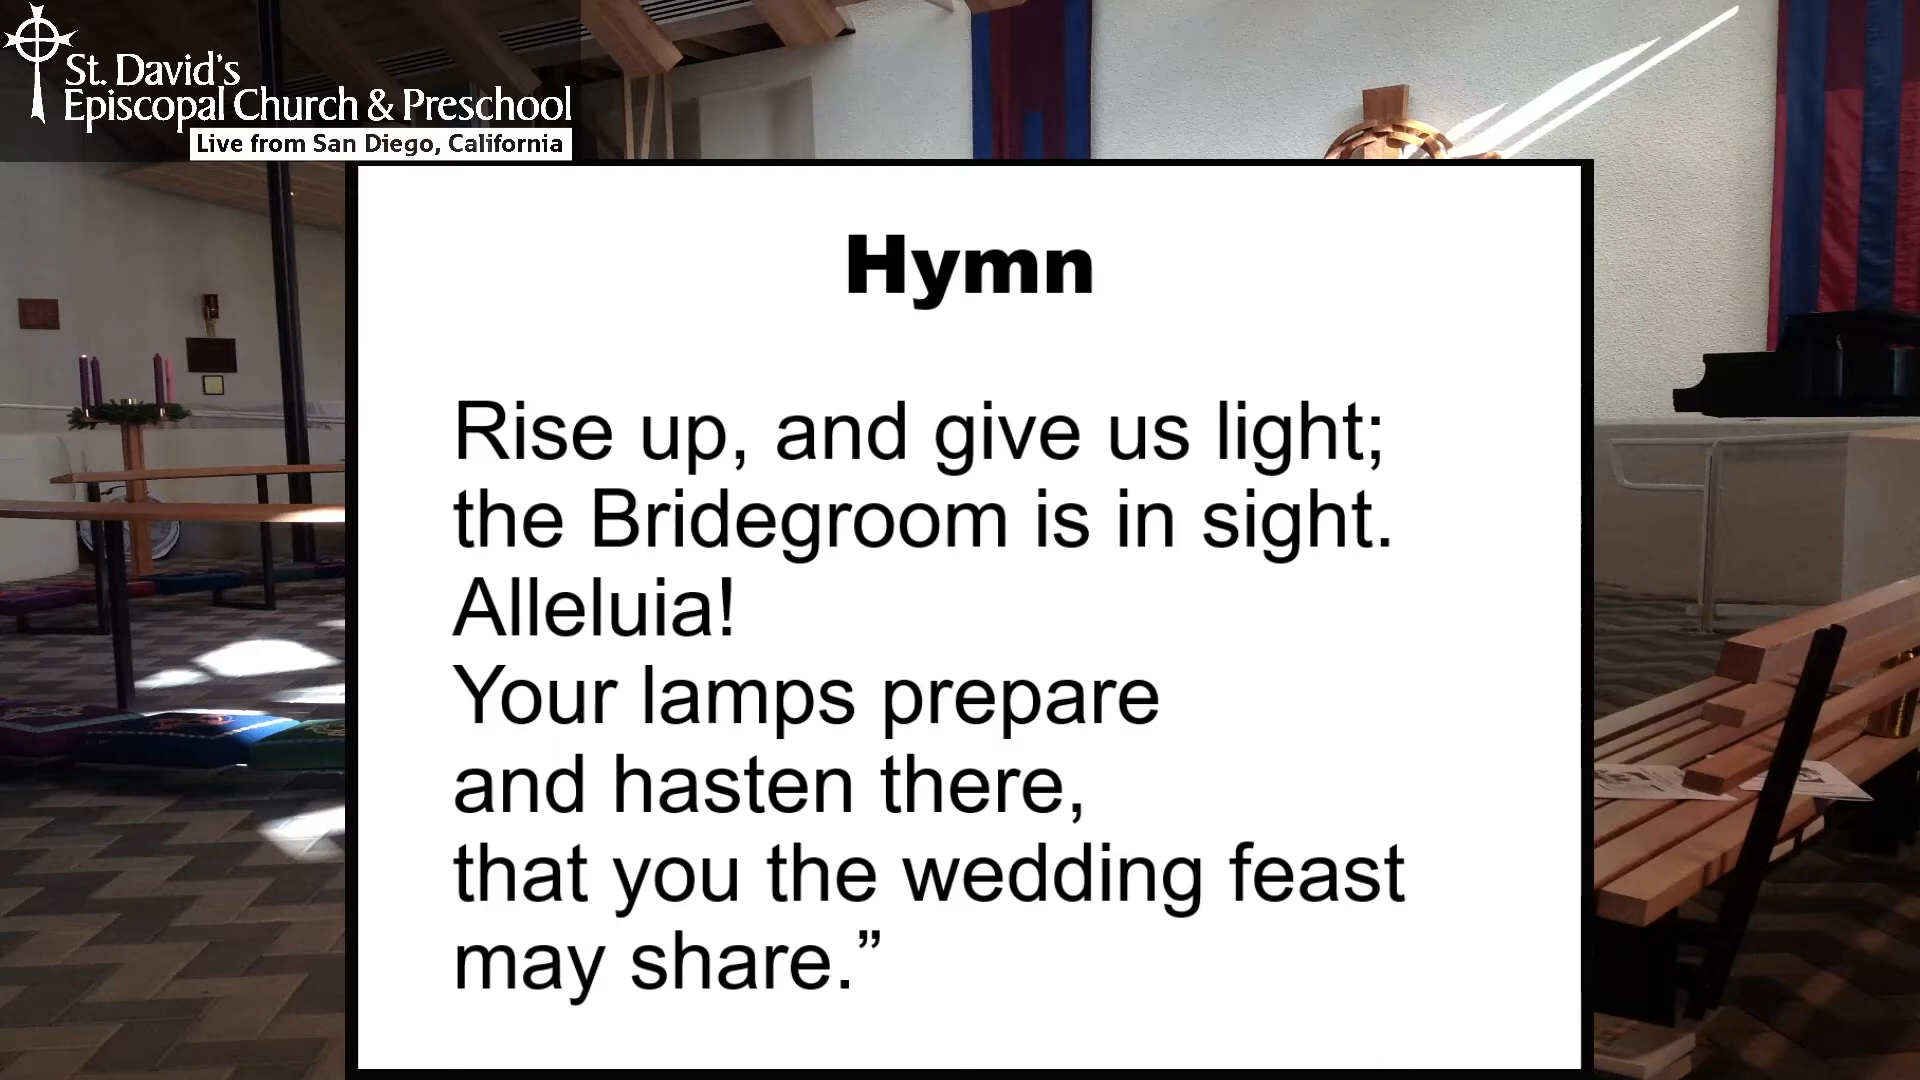 St. David's
Episcopal Church & Preschool
Live from San Diego, California
Hymn
Rise up, and give us light;
the Bridegroom is in sight.
Alleluia!
Your lamps prepare
and hasten there,
that you the wedding feast
may share.”